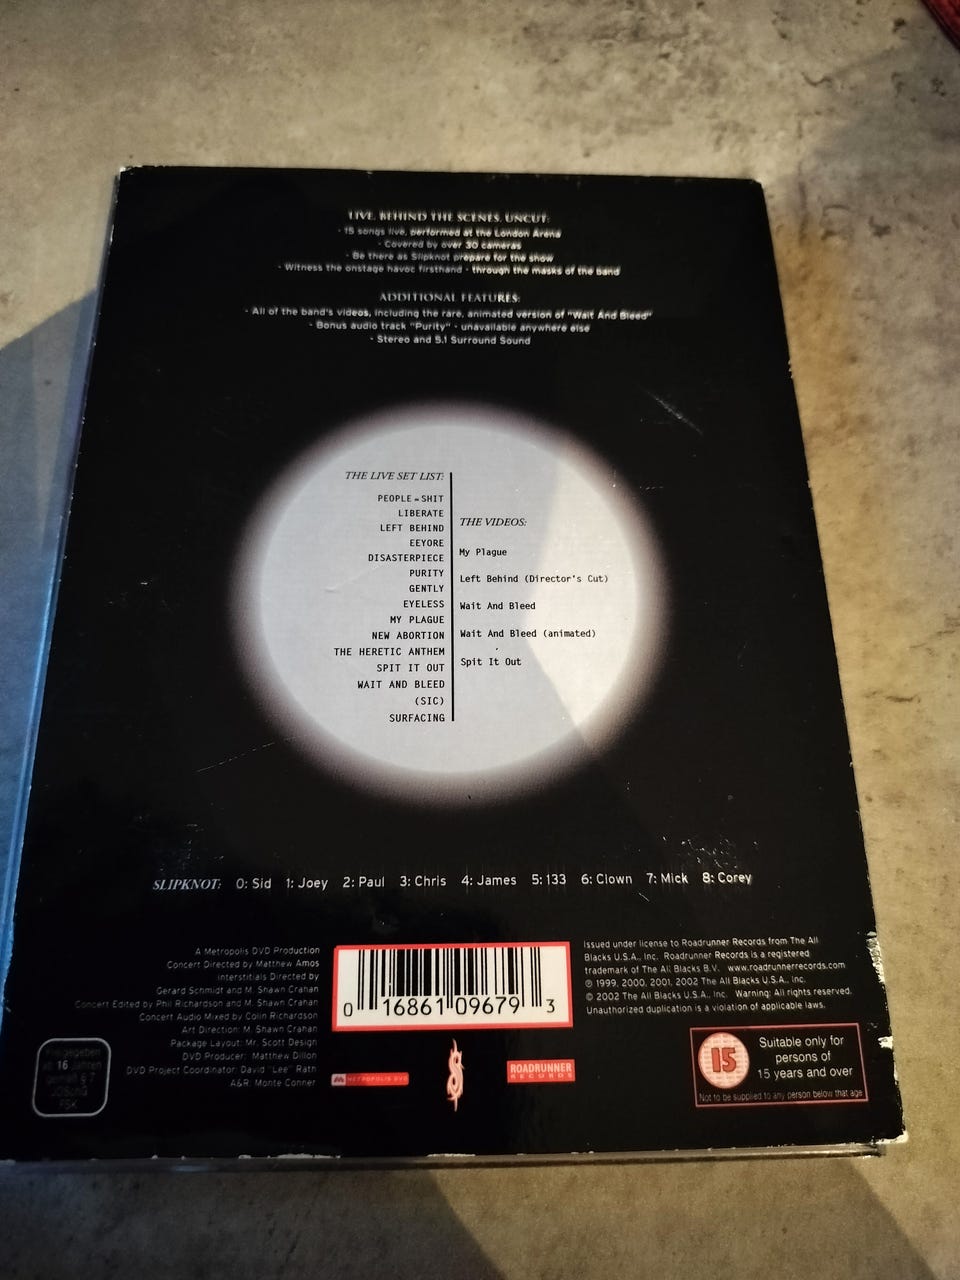 LIVE. BEHIND THE SCENES. UNCUT:
· 15 songs live, performed at the London Arena
· Covered by over 30 cameras
· Be there as Slipknot prepare for the show
· Witness the onstage havoc firsthand - through the masks of the band
ADDITIONAL FEATURES:
· All of the band's videos, including the rare, animated version of "Wait And Bleed"
· Bonus audio track "Purity" - unavailable anywhere else
· Stereo and 5.1 Surround Sound
THE LIVE SET LIST:
PEOPLE = SHIT
LIBERATE
LEFT BEHIND
EEYORE
DISASTERPIECE
PURITY
GENTLY
EYELESS
MY PLAGUE
NEW ABORTION
THE HERETIC ANTHEM
SPIT IT OUT
WAIT AND BLEED
(SIC)
SURFACING
THE VIDEOS:
My Plague
Left Behind (Director's Cut)
Wait And Bleed
Wait And Bleed (animated)
Spit It Out
SLIPKNOT: 0: Sid 1: Joey 2: Paul 3: Chris 4: James 5: 133 6: Clown 7: Mick 8: Corey
A Metropolis DVD Production
Concert Directed by Matthew Amos
Interstitials Directed by
Gerard Schmidt and M. Shawn Crahan
Concert Edited by Phil Richardson and M. Shawn Crahan
Concert Audio Mixed by Colin Richardson
Art Direction: M. Shawn Crahan
Package Layout: Mr. Scott Design
DVD Producer: Matthew Dillon
DVD Project Coordinator: David "Lee" Rath
A&R: Monte Conner
Freigegeben
ab 16 Jahren
FSK
0 16861 09679 3
METROPOLIS DVD
ROADRUNNER
RECORDS
Issued under license to Roadrunner Records from The All
Blacks U.S.A., Inc. Roadrunner Records is a registered
trademark of The All Blacks B.V. www.roadrunnerrecords.com
℗ 1999, 2000, 2001, 2002 The All Blacks U.S.A., Inc.
© 2002 The All Blacks U.S.A., Inc. Warning: All rights reserved.
Unauthorized duplication is a violation of applicable laws.
15
Suitable only for
persons of
15 years and over
Not to be supplied to any person below that age